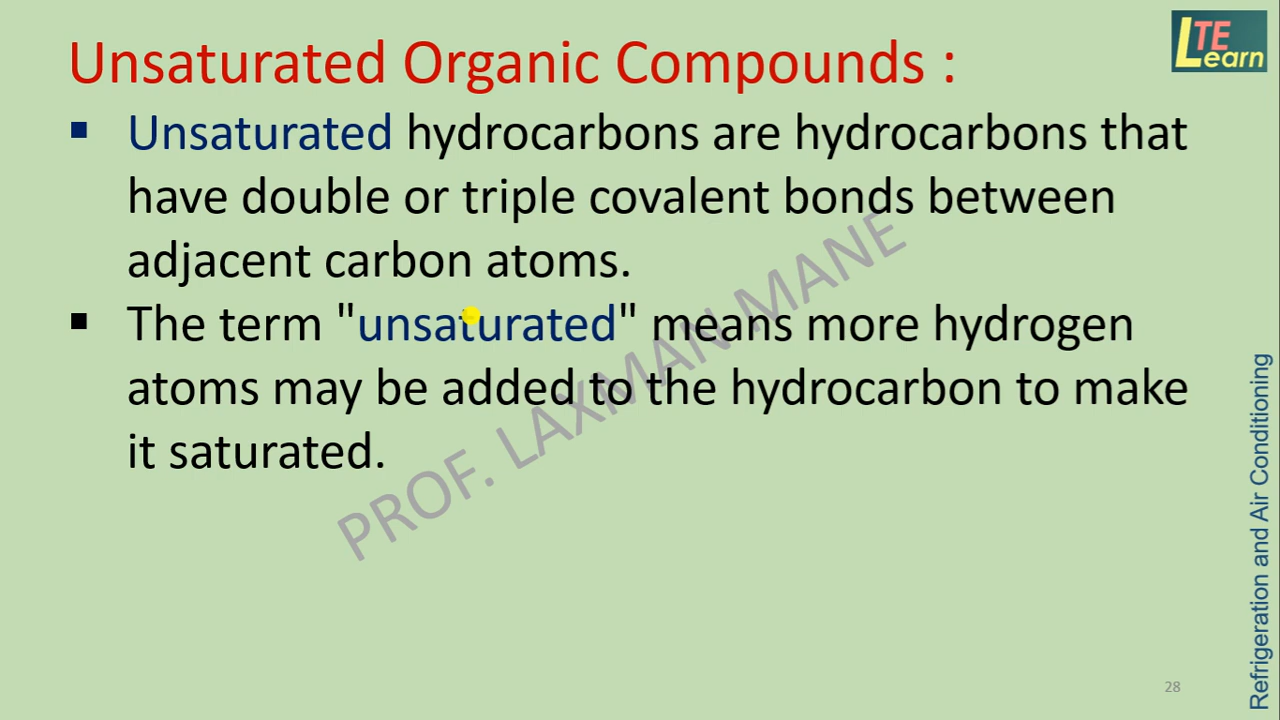 LTE Learn
Unsaturated Organic Compounds :
▪ Unsaturated hydrocarbons are hydrocarbons that
have double or triple covalent bonds between
adjacent carbon atoms.
▪ The term "unsaturated" means more hydrogen
atoms may be added to the hydrocarbon to make
it saturated.
PROF. LAXMAN MANE
Refrigeration and Air Conditioning
28